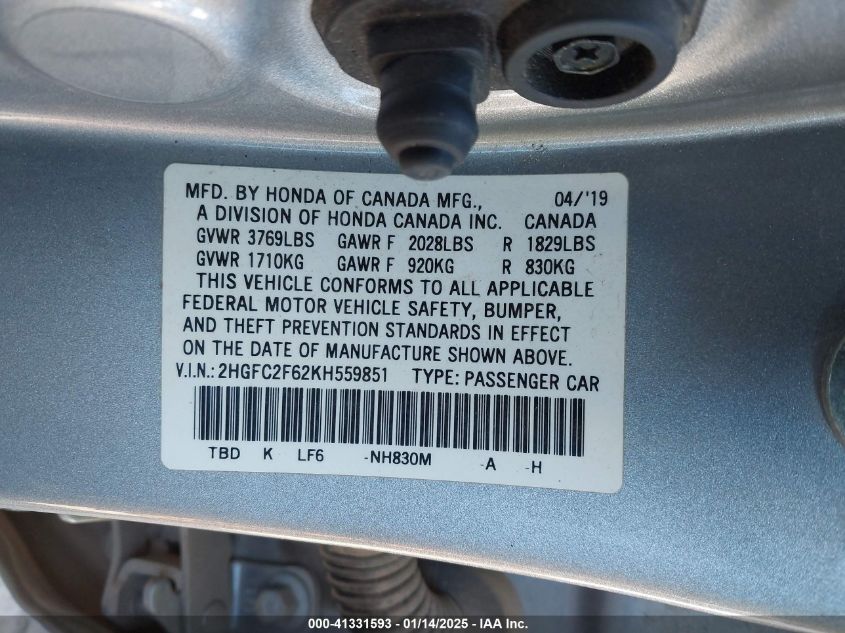 MFD. BY HONDA OF CANADA MFG., 04/'19
A DIVISION OF HONDA CANADA INC. CANADA
GVWR 3769LBS GAWR F 2028LBS R 1829LBS
GVWR 1710KG GAWR F 920KG R 830KG
THIS VEHICLE CONFORMS TO ALL APPLICABLE
FEDERAL MOTOR VEHICLE SAFETY, BUMPER,
AND THEFT PREVENTION STANDARDS IN EFFECT
ON THE DATE OF MANUFACTURE SHOWN ABOVE.
V.I.N.: 2HGFC2F62KH559851 TYPE: PASSENGER CAR
TBD K LF6 -NH830M -A -H
000-41331593 - 01/14/2025 - IAA Inc.